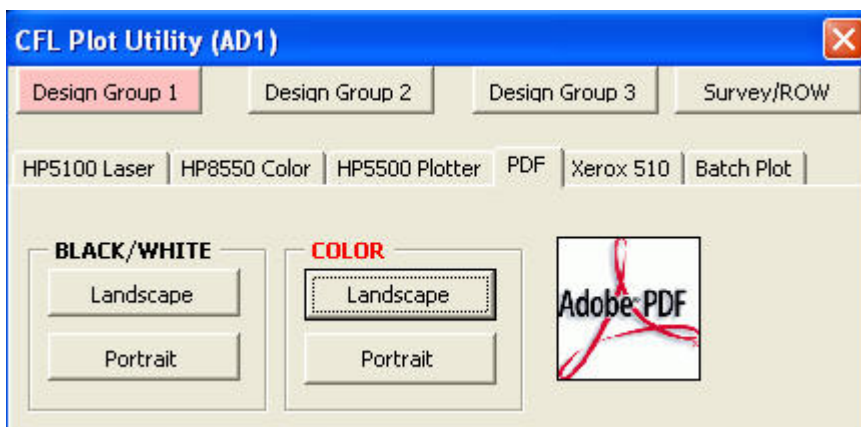 CFL Plot Utility (AD1)
Design Group 1 Design Group 2 Design Group 3 Survey/ROW
HP5100 Laser HP8550 Color HP5500 Plotter PDF Xerox 510 Batch Plot
BLACK/WHITE COLOR
Landscape Landscape Adobe PDF
Portrait Portrait